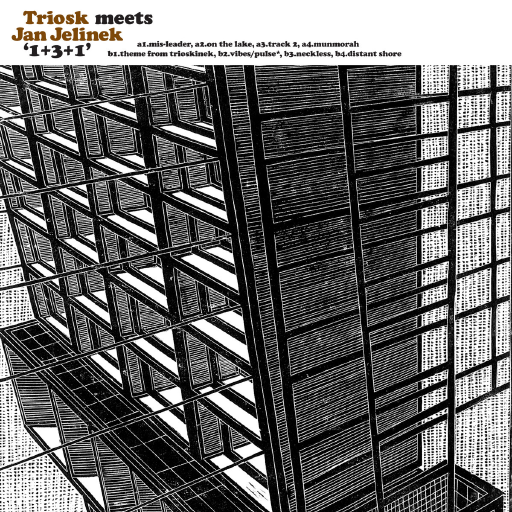 Triosk meets
Jan Jelinek
‘1+3+1’
a1.mis-leader, a2.on the lake, a3.track 2, a4.munmorah
b1.theme from trioskinek, b2.vibes/pulse*, b3.neckless, b4.distant shore